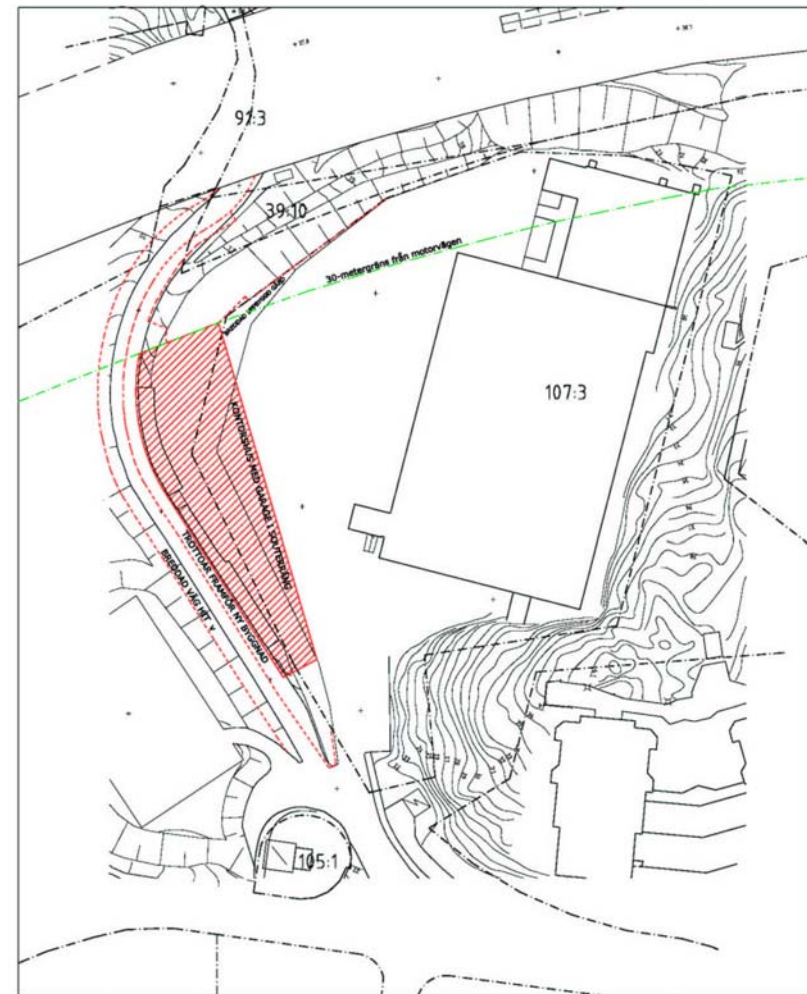 91:3
39:10
30-metergräns från motorvägen
107:3
KONTORSHUS MED GARAGE I SOUTERRÄNG
TROTTOAR FRAMFÖR NY BYGGNAD
BREDDAD VÄG HIT
105:1